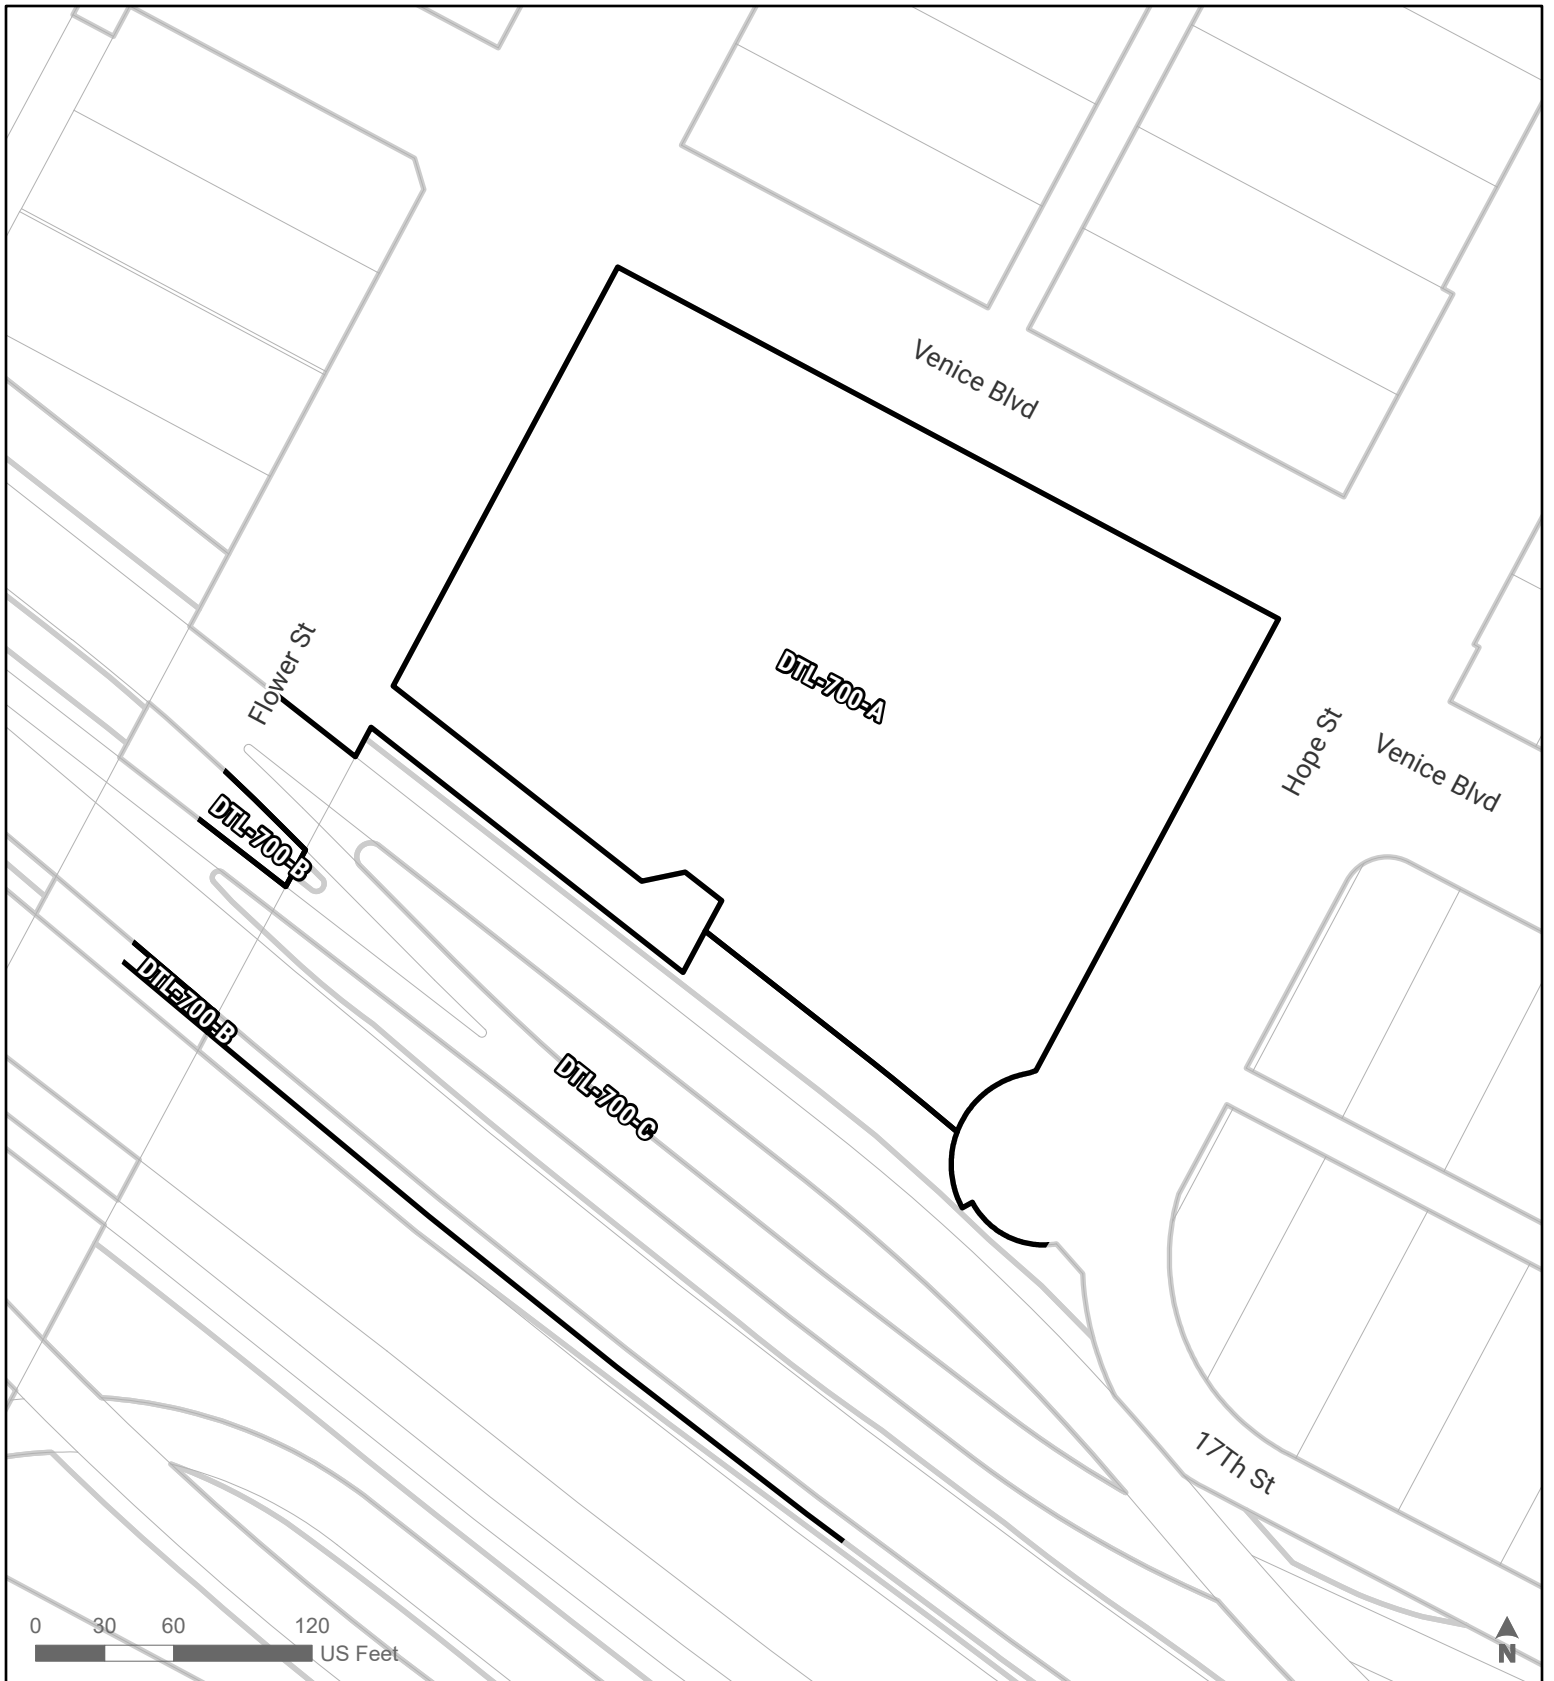 Venice Blvd
Flower St
DTL-700-A
Hope St
Venice Blvd
DTL-700-B
DTL-700-B
DTL-700-C
17Th St
0 30 60 120
US Feet
N